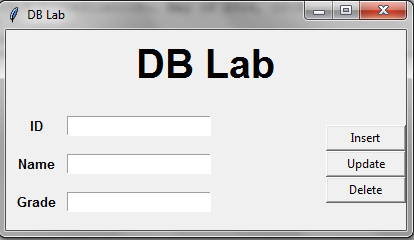 DB Lab
DB Lab
ID
Insert
Name
Update
Delete
Grade